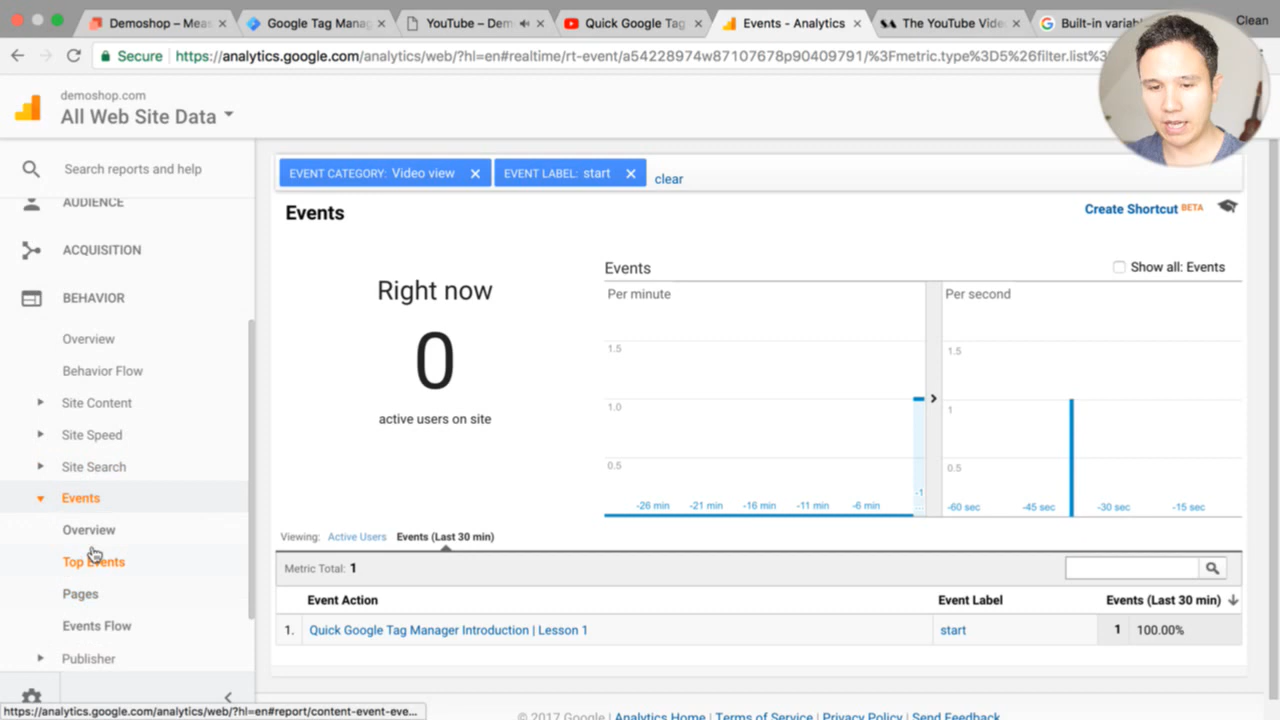 Demoshop – Meas
Google Tag Mana
YouTube – Dem
Quick Google Tag
Events - Analytics
The YouTube Vide
Built-in varia
Clean
Secure
https://analytics.google.com/analytics/web/?hl=en#realtime/rt-event/a54228974w87107678p90409791/%3Fmetric.type%3D5%26filter.list%
demoshop.com
All Web Site Data
Search reports and help
AUDIENCE
ACQUISITION
BEHAVIOR
Overview
Behavior Flow
Site Content
Site Speed
Site Search
Events
Overview
Top Events
Pages
Events Flow
Publisher
https://analytics.google.com/analytics/web/?hl=en#report/content-event-eve...
EVENT CATEGORY: Video view
EVENT LABEL: start
clear
Events
Create Shortcut BETA
Right now
0
active users on site
Events
Show all: Events
Per minute
Per second
1.5
1.0
0.5
-26 min -21 min -16 min -11 min -6 min -1
1.5
1
0.5
-60 sec -45 sec -30 sec -15 sec
Viewing: Active Users Events (Last 30 min)
Metric Total: 1
Event Action Event Label Events (Last 30 min)
1. Quick Google Tag Manager Introduction | Lesson 1 start 1 100.00%
© 2017 Google | Analytics Home | Terms of Service | Privacy Policy | Send Feedback